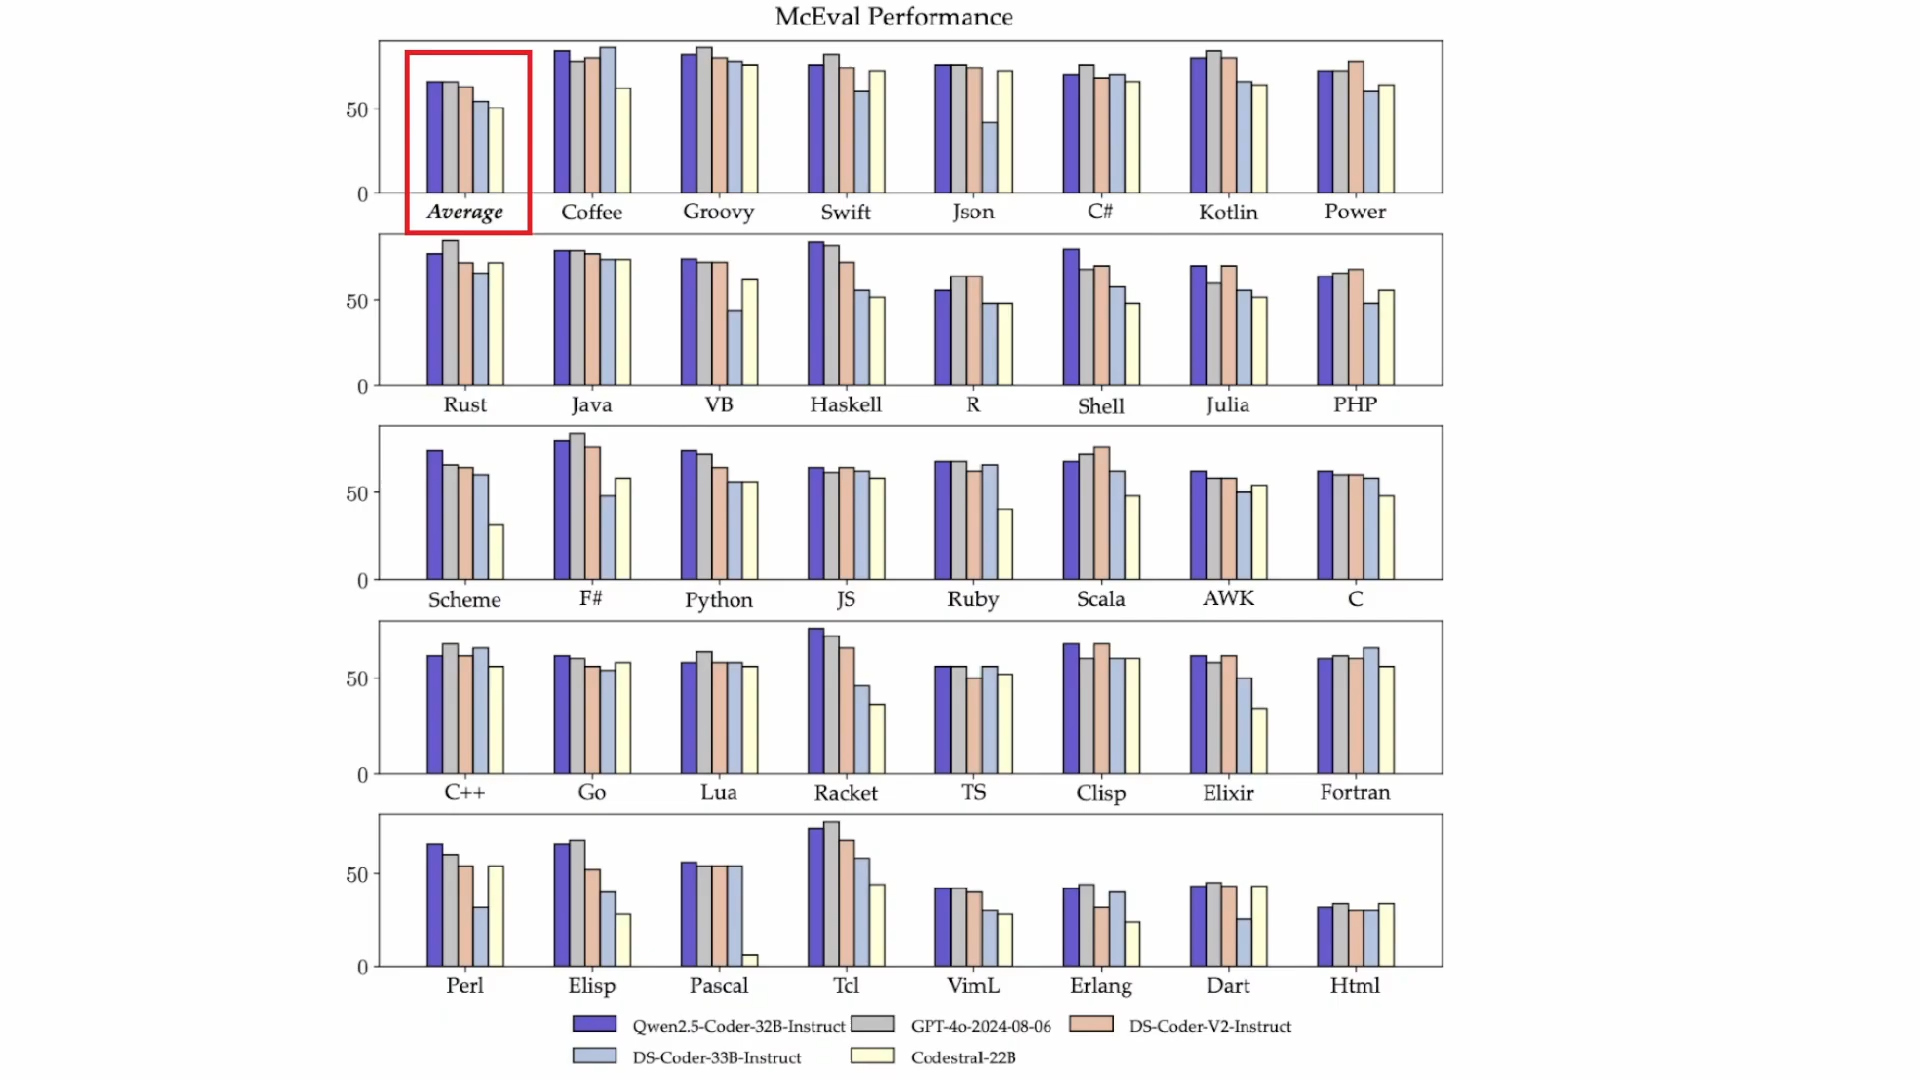 McEval Performance
50
0
Average Coffee Groovy Swift Json C# Kotlin Power
50
0
Rust Java VB Haskell R Shell Julia PHP
50
0
Scheme F# Python JS Ruby Scala AWK C
50
0
C++ Go Lua Racket TS Clisp Elixir Fortran
50
0
Perl Elisp Pascal Tcl VimL Erlang Dart Html
Qwen2.5-Coder-32B-Instruct GPT-4o-2024-08-06 DS-Coder-V2-Instruct
DS-Coder-33B-Instruct Codestral-22B